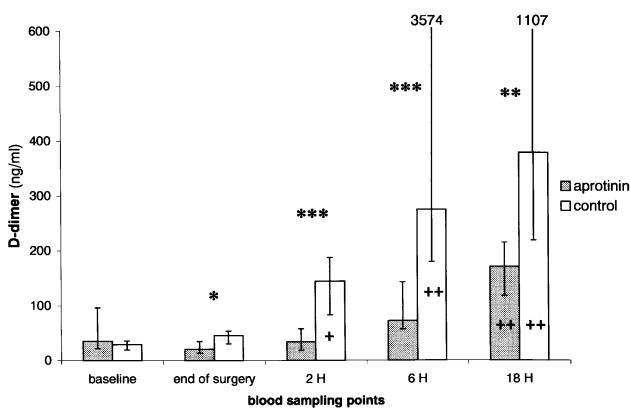 3574 1107
600
500
400
300
200
100
0
D-dimer (ng/ml)
*** **
***
*
++
+
++ ++
aprotinin
control
baseline end of surgery 2 H 6 H 18 H
blood sampling points